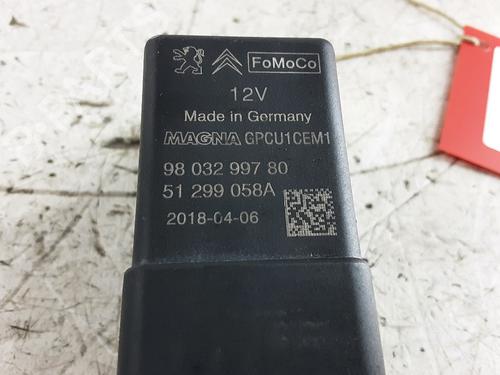 FoMoCo
12V
Made in Germany
MAGNA GPCU1CEM1
98 032 997 80
51 299 058A
2018-04-06